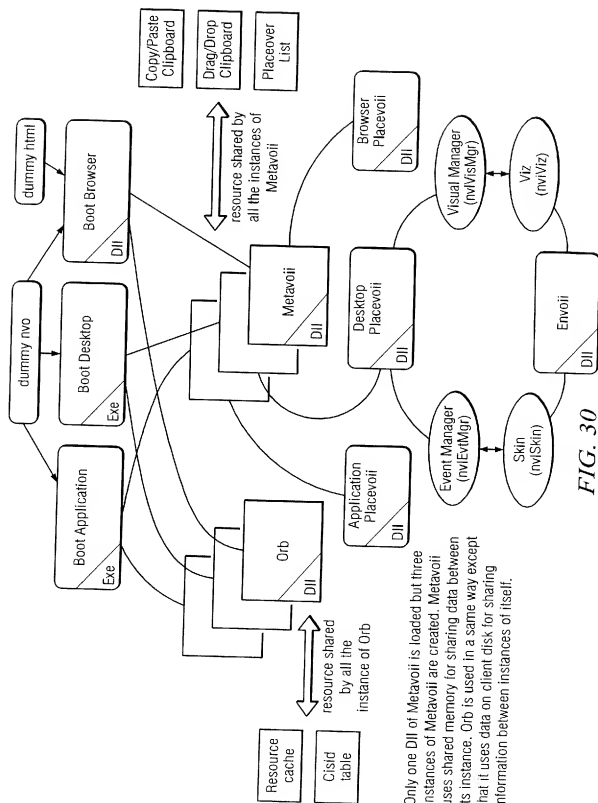 dummy nvo
dummy html
Boot Application
Exe
Boot Desktop
Exe
Boot Browser
Dll
Copy/Paste
Clipboard
Drag/Drop
Clipboard
Placeover
List
resource shared by
all the instances of
Metavoii
Resource
cache
Clsid
table
resource shared
by all the
instance of Orb
Orb
Dll
Metavoii
Dll
Application
Placevoii
Dll
Desktop
Placevoii
Dll
Browser
Placevoii
Dll
Event Manager
(nvIEvtMgr)
Visual Manager
(nvIVisMgr)
Skin
(nvISkin)
Viz
(nviViz)
Envoii
Dll
Only one Dll of Metavoii is loaded but three
instances of Metavoii are created. Metavoii
uses shared memory for sharing data between
its instance. Orb is used in a same way except
that it uses data on client disk for sharing
information between instances of itself.
FIG. 30